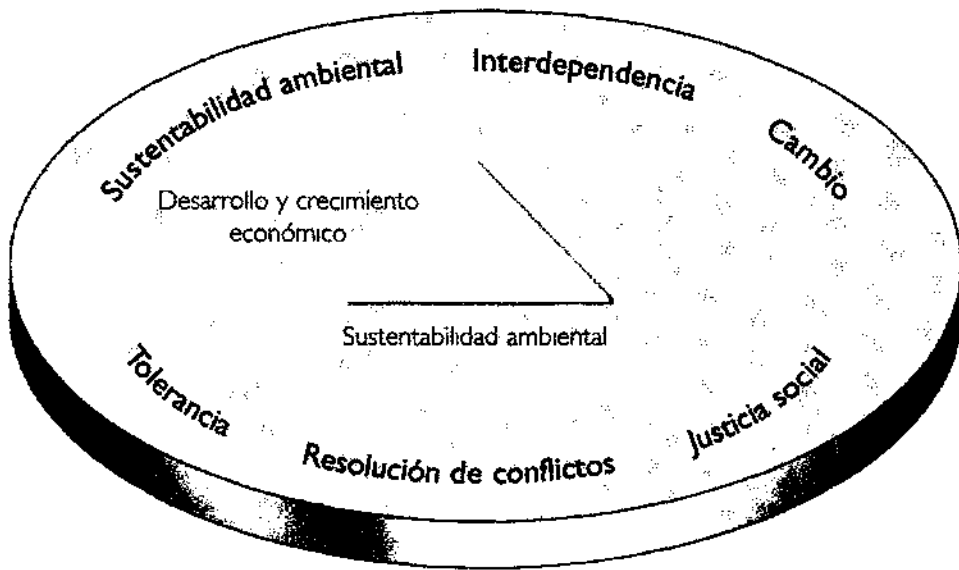 Sustentabilidad ambiental
Interdependencia
Cambio
Desarrollo y crecimiento
económico
Sustentabilidad ambiental
Tolerancia
Resolución de conflictos
Justicia social